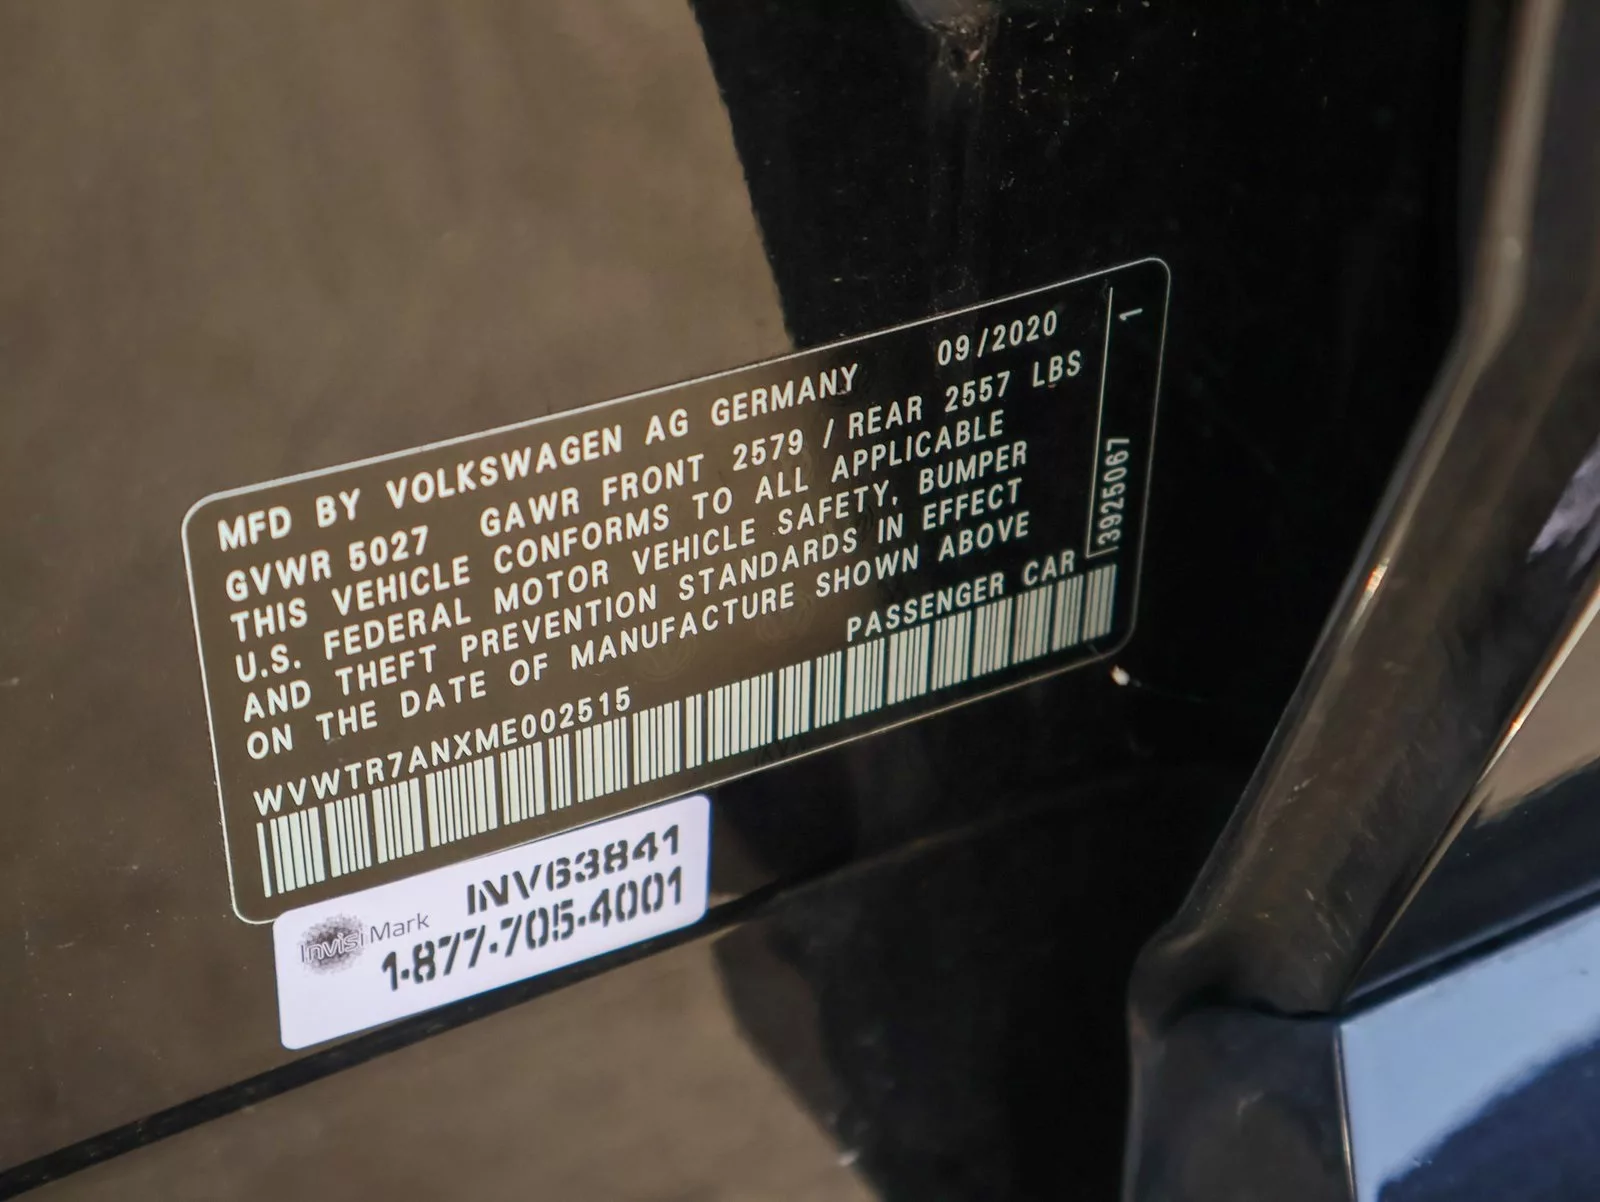 MFD BY VOLKSWAGEN AG GERMANY 09/2020
GVWR 5027 GAWR FRONT 2579 / REAR 2557 LBS
THIS VEHICLE CONFORMS TO ALL APPLICABLE
U.S. FEDERAL MOTOR VEHICLE SAFETY, BUMPER
AND THEFT PREVENTION STANDARDS IN EFFECT
ON THE DATE OF MANUFACTURE SHOWN ABOVE
WVWTR7ANXME002515 PASSENGER CAR
3925067 1
InvisiMark INV63841
1-877-705-4001